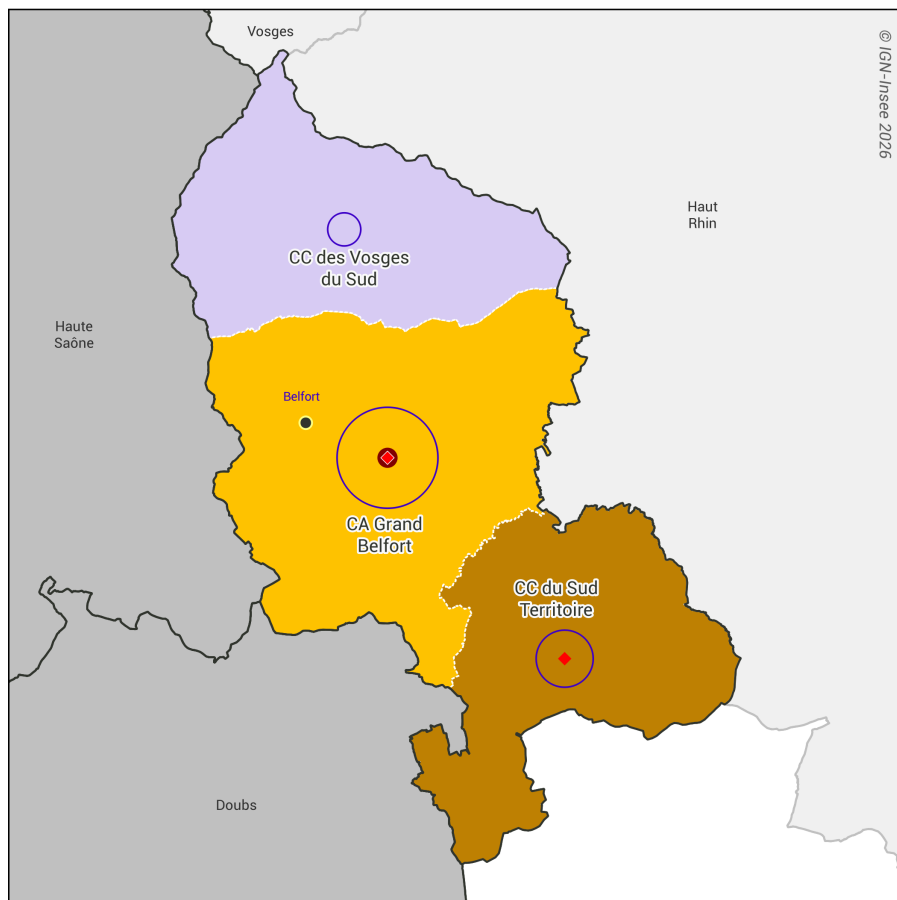 Vosges
© IGN-Insee 2026
Haut
Rhin
CC des Vosges
du Sud
Haute
Saône
Belfort
CA Grand
Belfort
CC du Sud
Territoire
Doubs